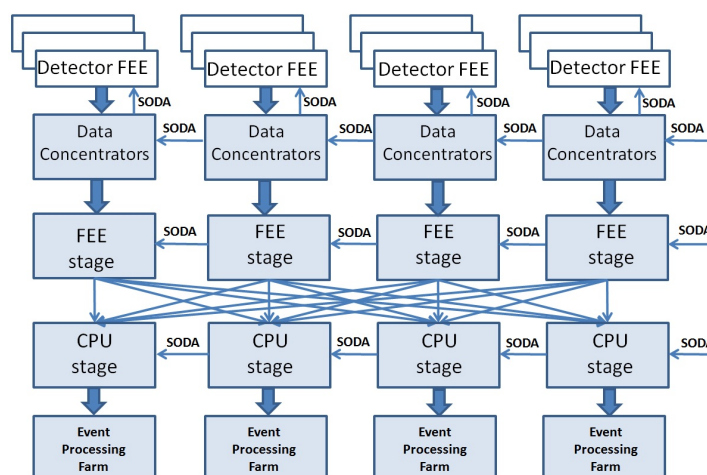 Detector FEE Detector FEE Detector FEE Detector FEE
SODA SODA SODA SODA
Data Concentrators SODA Data Concentrators SODA Data Concentrators SODA Data Concentrators SODA
FEE stage SODA FEE stage SODA FEE stage SODA FEE stage SODA
CPU stage SODA CPU stage SODA CPU stage SODA CPU stage SODA
Event Event Event Event
Processing Processing Processing Processing
Farm Farm Farm Farm